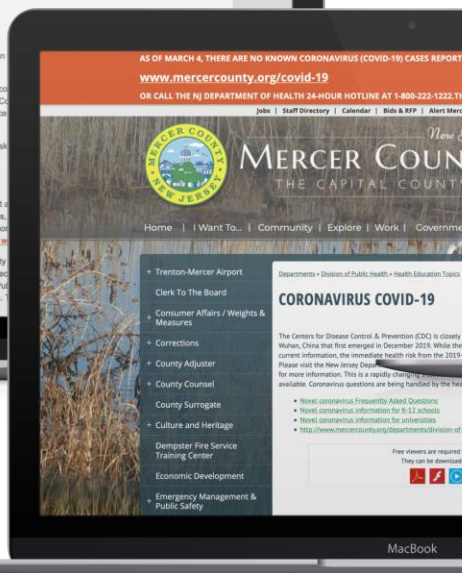 AS OF MARCH 4, THERE ARE NO KNOWN CORONAVIRUS (COVID-19) CASES REPORT
www.mercercounty.org/covid-19
OR CALL THE NJ DEPARTMENT OF HEALTH 24-HOUR HOTLINE AT 1-800-222-1222.TH
Jobs | Staff Directory | Calendar | Bids & RFP | Alert Merc
MERCER COUNTY
NEW JERSEY
New J
MERCER COUN
THE CAPITAL COUNT
Home | I Want To... | Community | Explore | Work | Governme
Departments » Division of Public Health » Health Education Topics
+ Trenton-Mercer Airport
Clerk To The Board
+ Consumer Affairs / Weights &
Measures
+ Corrections
+ County Adjuster
+ County Counsel
County Surrogate
+ Culture and Heritage
Dempster Fire Service
Training Center
Economic Development
+ Emergency Management &
Public Safety
CORONAVIRUS COVID-19
The Centers for Disease Control & Prevention (CDC) is closely
Wuhan, China that first emerged in December 2019. While the
current information, the immediate health risk from the 2019-
Please visit the New Jersey Depar
for more information. This is a rapidly changing
available. Coronavirus questions are being handled by the hea
• Novel coronavirus Frequently Asked Questions
• Novel coronavirus information for K-12 schools
• Novel coronavirus information for universities
• http://www.mercercounty.org/departments/division-of-
Free viewers are required
They can be download
MacBook